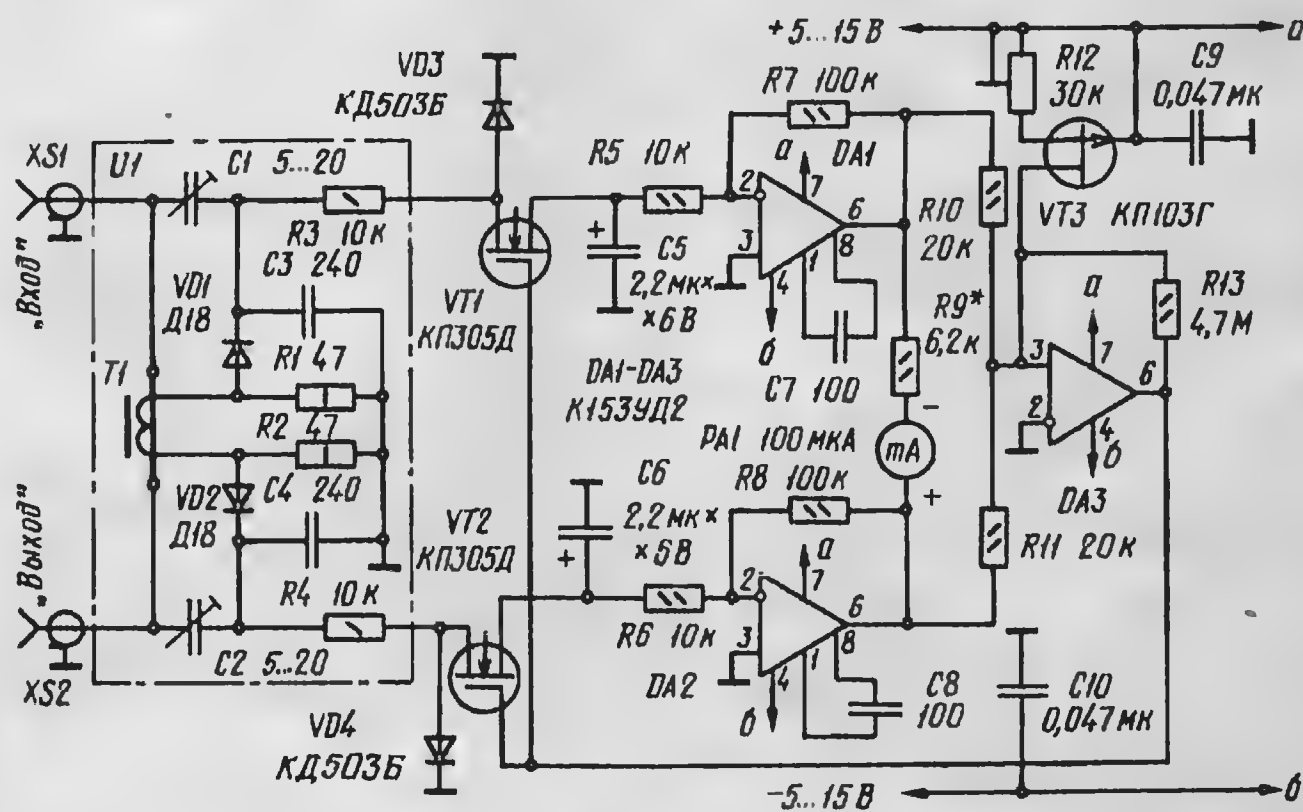 +5...15 В
а
VD3
КД503Б
R7 100к
R12
30к
C9
0,047мк
XS1
U1
C1 5...20
R5 10к
а
DA1
2
7
3
6
8
4
1
б
R3 10к
C3 240
C5
2,2мк×
×6В
R10
20к
VT3 КП103Г
„Вход"
VD1
Д18
VT1
КП305Д
R9*
6,2к
а
R13
4,7М
T1
R1 47
DA1-DA3
К153УД2
C7 100
3
7
6
2
4
б
R2 47
PA1 100мкА
–
mA
+
DA3
VD2
Д18
C4 240
C6
2,2мк×
×6В
R8
100к
„Выход"
VT2
КП305Д
а
2
7
3
6
8
4
1
б
R11 20к
R4 10к
R6 10к
C2 5...20
XS2
DA2
C8
100
C10
0,047мк
VD4
КД503Б
–5...15В
б